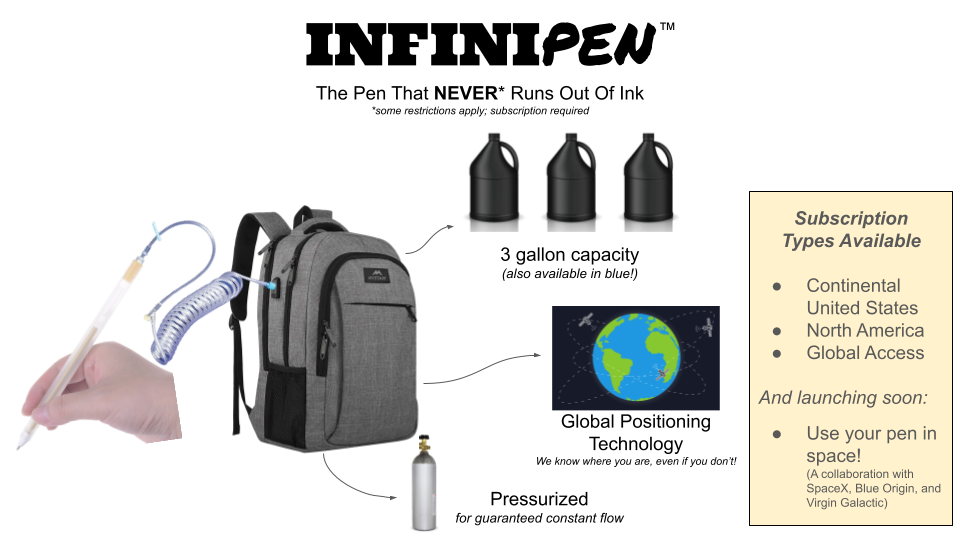 INFINIPEN™
The Pen That NEVER* Runs Out Of Ink
*some restrictions apply; subscription required
3 gallon capacity
(also available in blue!)
Global Positioning
Technology
We know where you are, even if you don't!
Pressurized
for guaranteed constant flow
Subscription
Types Available
● Continental
United States
● North America
● Global Access
And launching soon:
● Use your pen in
space!
(A collaboration with
SpaceX, Blue Origin, and
Virgin Galactic)